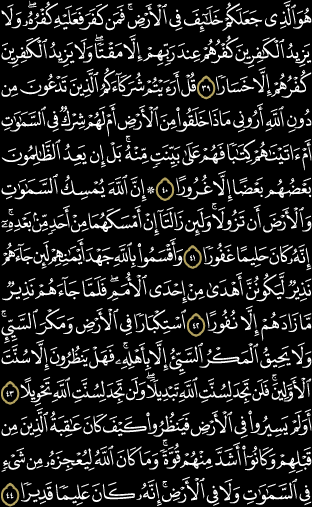 هُوَ الَّذِي جَعَلَكُمْ خَلَٰٓئِفَ فِي الْأَرْضِ ۚ فَمَن كَفَرَ فَعَلَيْهِ كُفْرُهُۥ ۖ وَلَا
يَزِيدُ الْكَٰفِرِينَ كُفْرُهُمْ عِندَ رَبِّهِمْ إِلَّا مَقْتًا ۖ وَلَا يَزِيدُ الْكَٰفِرِينَ
كُفْرُهُمْ إِلَّا خَسَارًا ٣٩ قُلْ أَرَءَيْتُمْ شُرَكَآءَكُمُ الَّذِينَ تَدْعُونَ مِن
دُونِ اللَّهِ أَرُونِي مَاذَا خَلَقُوا مِنَ الْأَرْضِ أَمْ لَهُمْ شِرْكٌ فِي السَّمَٰوَٰتِ
أَمْ ءَاتَيْنَٰهُمْ كِتَٰبًا فَهُمْ عَلَىٰ بَيِّنَتٍ مِّنْهُ ۚ بَلْ إِن يَعِدُ الظَّٰلِمُونَ
بَعْضُهُم بَعْضًا إِلَّا غُرُورًا ٤٠ ۞ إِنَّ اللَّهَ يُمْسِكُ السَّمَٰوَٰتِ
وَالْأَرْضَ أَن تَزُولَا ۚ وَلَئِن زَالَتَآ إِنْ أَمْسَكَهُمَا مِنْ أَحَدٍ مِّنۢ بَعْدِهِۦٓ ۚ
إِنَّهُۥ كَانَ حَلِيمًا غَفُورًا ٤١ وَأَقْسَمُوا بِاللَّهِ جَهْدَ أَيْمَٰنِهِمْ لَئِن جَآءَهُمْ
نَذِيرٌ لَّيَكُونُنَّ أَهْدَىٰ مِنْ إِحْدَى الْأُمَمِ ۖ فَلَمَّا جَآءَهُمْ نَذِيرٌ
مَّا زَادَهُمْ إِلَّا نُفُورًا ٤٢ اسْتِكْبَارًا فِي الْأَرْضِ وَمَكْرَ السَّيِّئِ ۚ
وَلَا يَحِيقُ الْمَكْرُ السَّيِّئُ إِلَّا بِأَهْلِهِۦ ۚ فَهَلْ يَنظُرُونَ إِلَّا سُنَّتَ
الْأَوَّلِينَ ۚ فَلَن تَجِدَ لِسُنَّتِ اللَّهِ تَبْدِيلًا ۖ وَلَن تَجِدَ لِسُنَّتِ اللَّهِ تَحْوِيلًا ٤٣
أَوَلَمْ يَسِيرُوا فِي الْأَرْضِ فَيَنظُرُوا كَيْفَ كَانَ عَٰقِبَةُ الَّذِينَ مِن
قَبْلِهِمْ وَكَانُوٓا أَشَدَّ مِنْهُمْ قُوَّةً ۚ وَمَا كَانَ اللَّهُ لِيُعْجِزَهُۥ مِن شَيْءٍ
فِي السَّمَٰوَٰتِ وَلَا فِي الْأَرْضِ ۚ إِنَّهُۥ كَانَ عَلِيمًا قَدِيرًا ٤٤